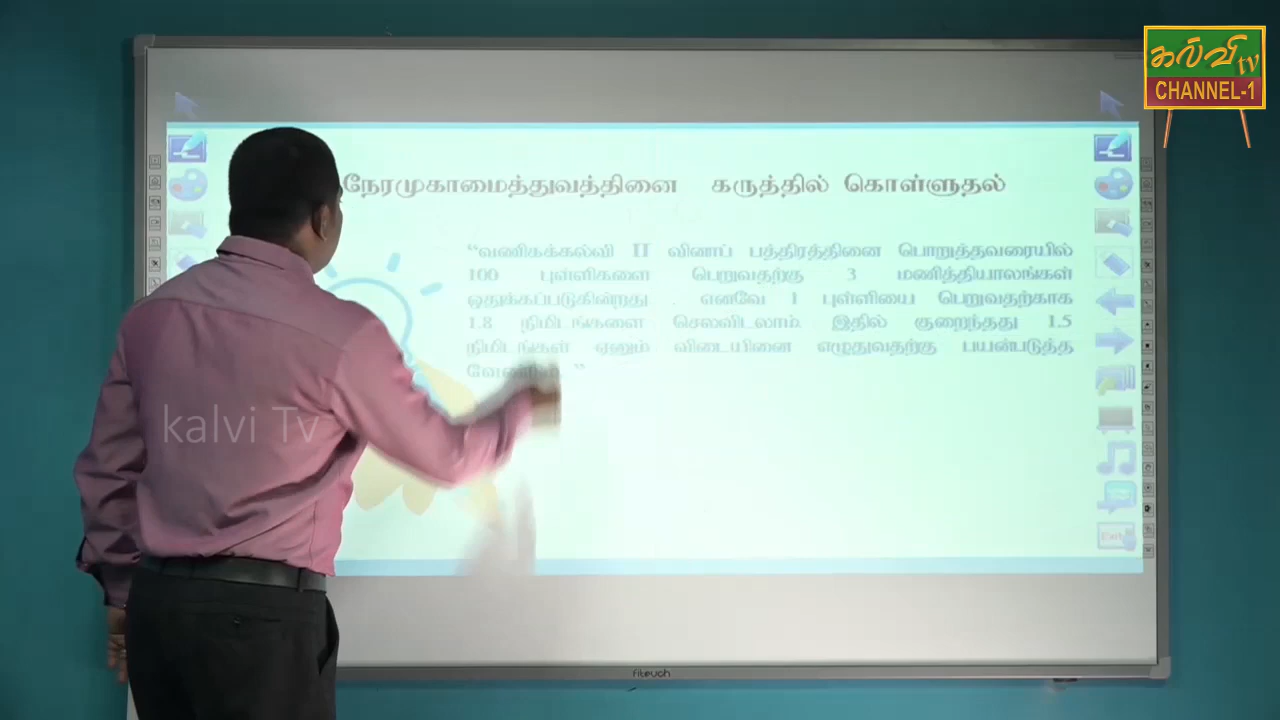 கல்வி tv
CHANNEL-1
நேரமுகாமைத்துவத்தினை கருத்தில் கொள்ளுதல்
“வணிகக்கல்வி II வினாப் பத்திரத்தினை பொறுத்தவரையில்
100 புள்ளிகளை பெறுவதற்கு 3 மணித்தியாலங்கள்
ஒதுக்கப்படுகின்றது எனவே 1 புள்ளியை பெறுவதற்காக
1.8 நிமிடங்களை செலவிடலாம். இதில் குறைந்தது 1.5
நிமிடங்கள் ஏனும் விடையினை எழுதுவதற்கு பயன்படுத்த
”
kalvi Tv
Exit
fitouch